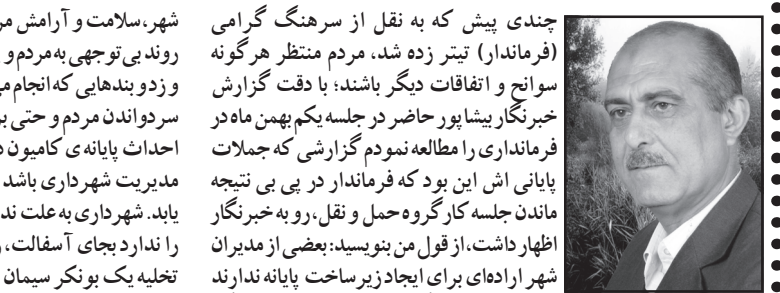 چندی پیش که به نقل از سرهنگ گرامی
(فرماندار) تیتر زده شد، مردم منتظر هرگونه
سوانح و اتفاقات دیگر باشند؛ با دقت گزارش
خبرنگار بیشاپور حاضر در جلسه یکم بهمن ماه در
فرمانداری را مطالعه نمودم گزارشی که جملات
پایانی اش این بود که فرماندار در پی بی نتیجه
ماندن جلسه کار گروه حمل و نقل، رو به خبرنگار
اظهار داشت، از قول من بنویسید: بعضی از مدیران
شهر اراده‌ای برای ایجاد زیرساخت پایانه ندارند
شهر، سلامت و آرامش
روند بی‌توجهی به مردم و
و زد و بندهایی که انجام
سردواندن مردم و حتی
احداث پایانه ی کامیون
مدیریت شهرداری باشد
یابد. شهرداری به علت
را ندارد بجای آسفالت،
تخلیه یک بونکر سیمان